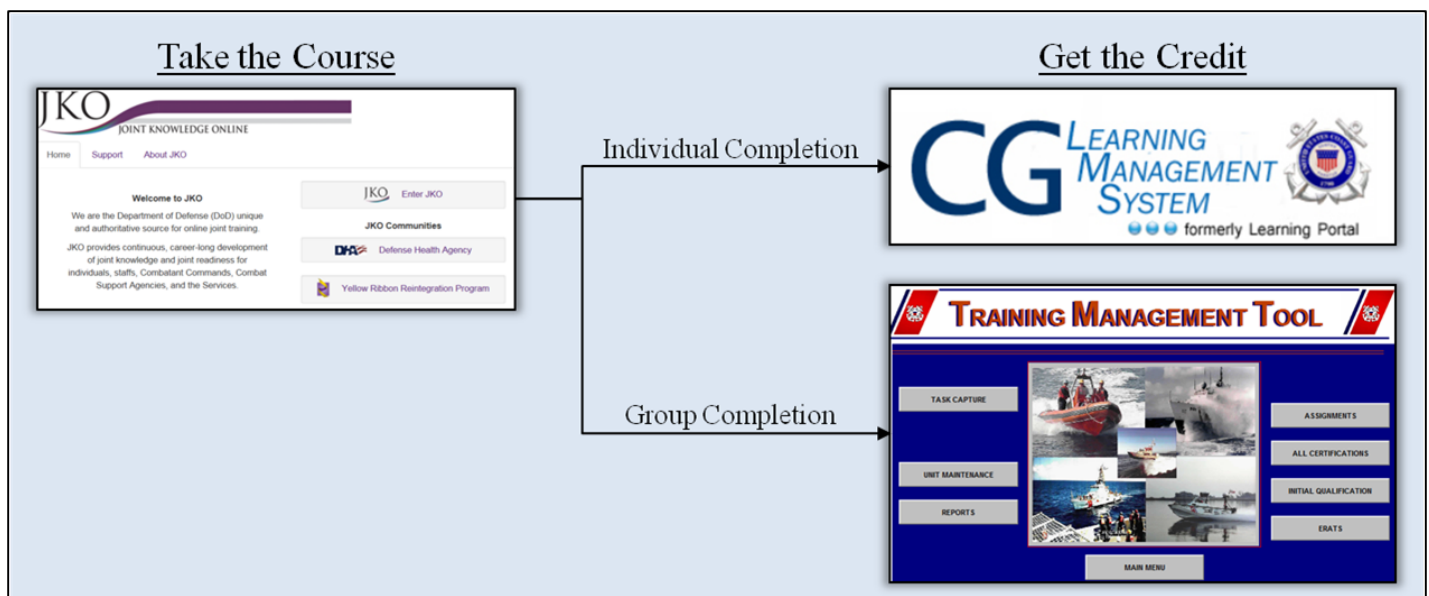 Take the Course
Get the Credit
JKO
JOINT KNOWLEDGE ONLINE
Home Support About JKO
Welcome to JKO
We are the Department of Defense (DoD) unique
and authoritative source for online joint training.
JKO provides continuous, career-long development
of joint knowledge and joint readiness for
individuals, staffs, Combatant Commands, Combat
Support Agencies, and the Services.
JKO Enter JKO
JKO Communities
DHA Defense Health Agency
Yellow Ribbon Reintegration Program
Individual Completion
Group Completion
CG LEARNING
MANAGEMENT
SYSTEM
formerly Learning Portal
UNITED STATES COAST GUARD
1790
TRAINING MANAGEMENT TOOL
TASK CAPTURE
UNIT MAINTENANCE
REPORTS
ASSIGNMENTS
ALL CERTIFICATIONS
INITIAL QUALIFICATION
ERATS
MAIN MENU